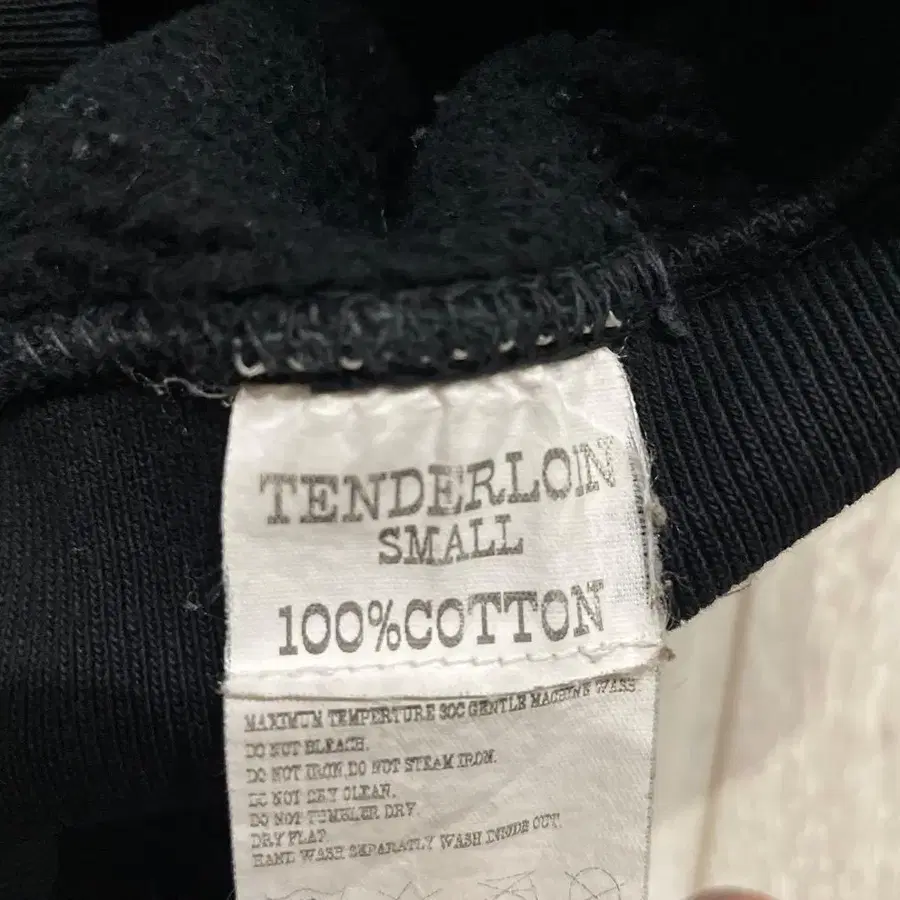 TENDERLOIN
SMALL
100%COTTON
MAXIMUM TEMPERTURE 30C GENTLE MACHINE WASH
DO NOT BLEACH.
DO NOT IRON.DO NOT STEAM IRON.
DO NOT DRY CLEAN.
DO NOT TUMBLER DRY.
DRY FLAT
HAND WASH SEPARATLY WASH INSIDE OUT.